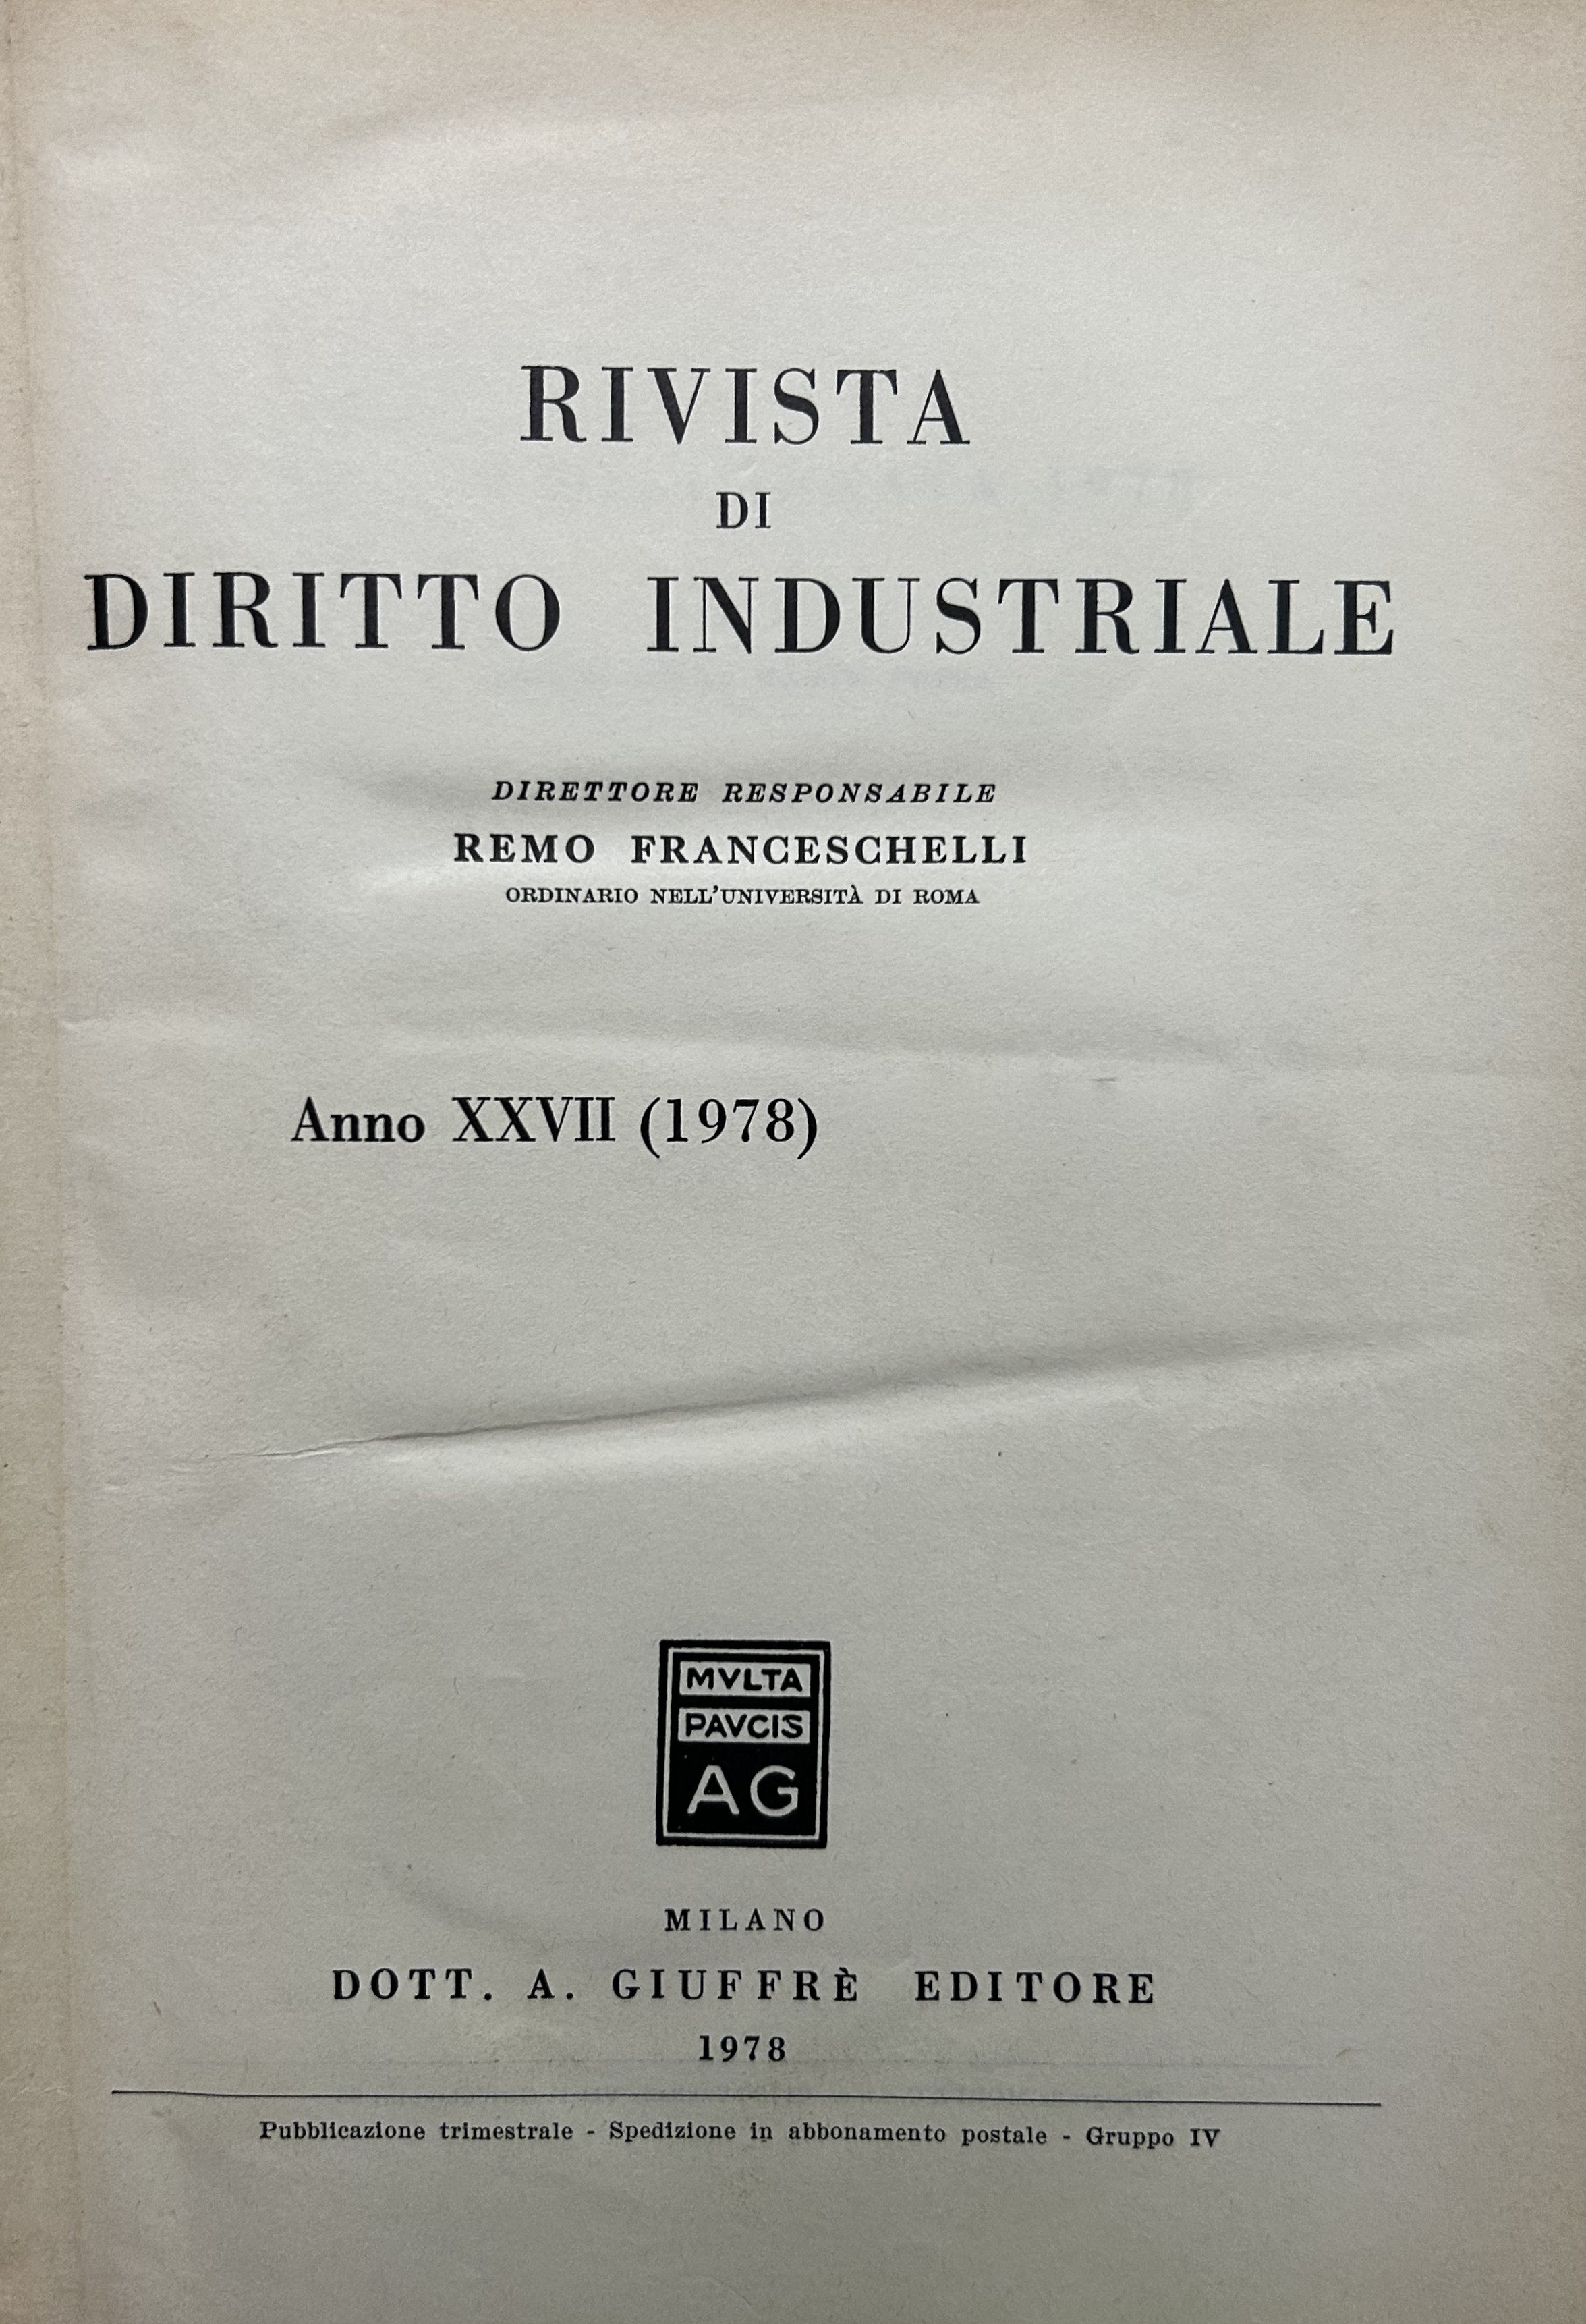 RIVISTA
DI
DIRITTO INDUSTRIALE
DIRETTORE RESPONSABILE
REMO FRANCESCHELLI
ORDINARIO NELL'UNIVERSITÀ DI ROMA
Anno XXVII (1978)
MVLTA
PAVCIS
AG
MILANO
DOTT. A. GIUFFRÈ EDITORE
1978
Pubblicazione trimestrale - Spedizione in abbonamento postale - Gruppo IV